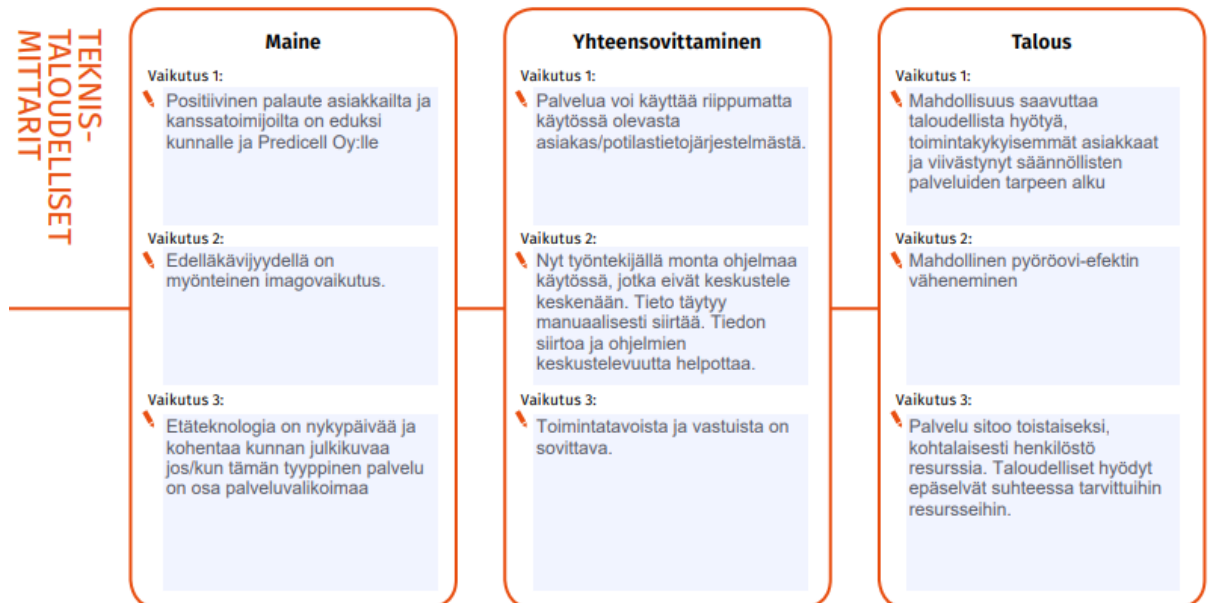 TEKNIS-
TALOUDELLISET
MITTARIT
Maine
Vaikutus 1:
Positiivinen palaute asiakkailta ja
kanssatoimijoilta on eduksi
kunnalle ja Predicell Oy:lle
Vaikutus 2:
Edelläkävijyydellä on
myönteinen imagovaikutus.
Vaikutus 3:
Etäteknologia on nykypäivää ja
kohentaa kunnan julkikuvaa
jos/kun tämän tyyppinen palvelu
on osa palveluvalikoimaa
Yhteensovittaminen
Vaikutus 1:
Palvelua voi käyttää riippumatta
käytössä olevasta
asiakas/potilastietojärjestelmästä.
Vaikutus 2:
Nyt työntekijällä monta ohjelmaa
käytössä, jotka eivät keskustele
keskenään. Tieto täytyy
manuaalisesti siirtää. Tiedon
siirtoa ja ohjelmien
keskustelevuutta helpottaa.
Vaikutus 3:
Toimintatavoista ja vastuista on
sovittava.
Talous
Vaikutus 1:
Mahdollisuus saavuttaa
taloudellista hyötyä,
toimintakykyisemmät asiakkaat
ja viivästynyt säännöllisten
palveluiden tarpeen alku
Vaikutus 2:
Mahdollinen pyöröovi-efektin
väheneminen
Vaikutus 3:
Palvelu sitoo toistaiseksi,
kohtalaisesti henkilöstö
resurssia. Taloudelliset hyödyt
epäselvät suhteessa tarvittuihin
resursseihin.